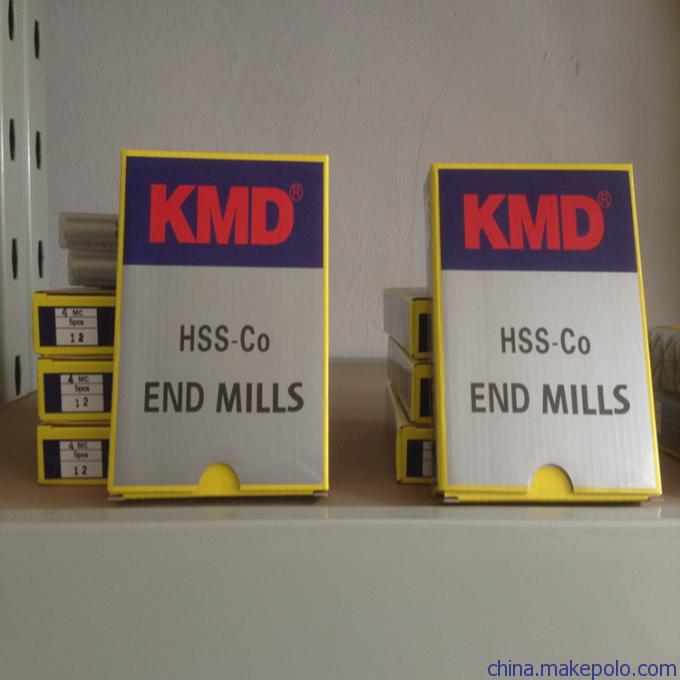 KMD®
HSS-Co
END MILLS
KMD®
HSS-Co
END MILLS
4 MC
5pcs
12
4 MC
5pcs
12
4 MC
5pcs
12
china.makepolo.com